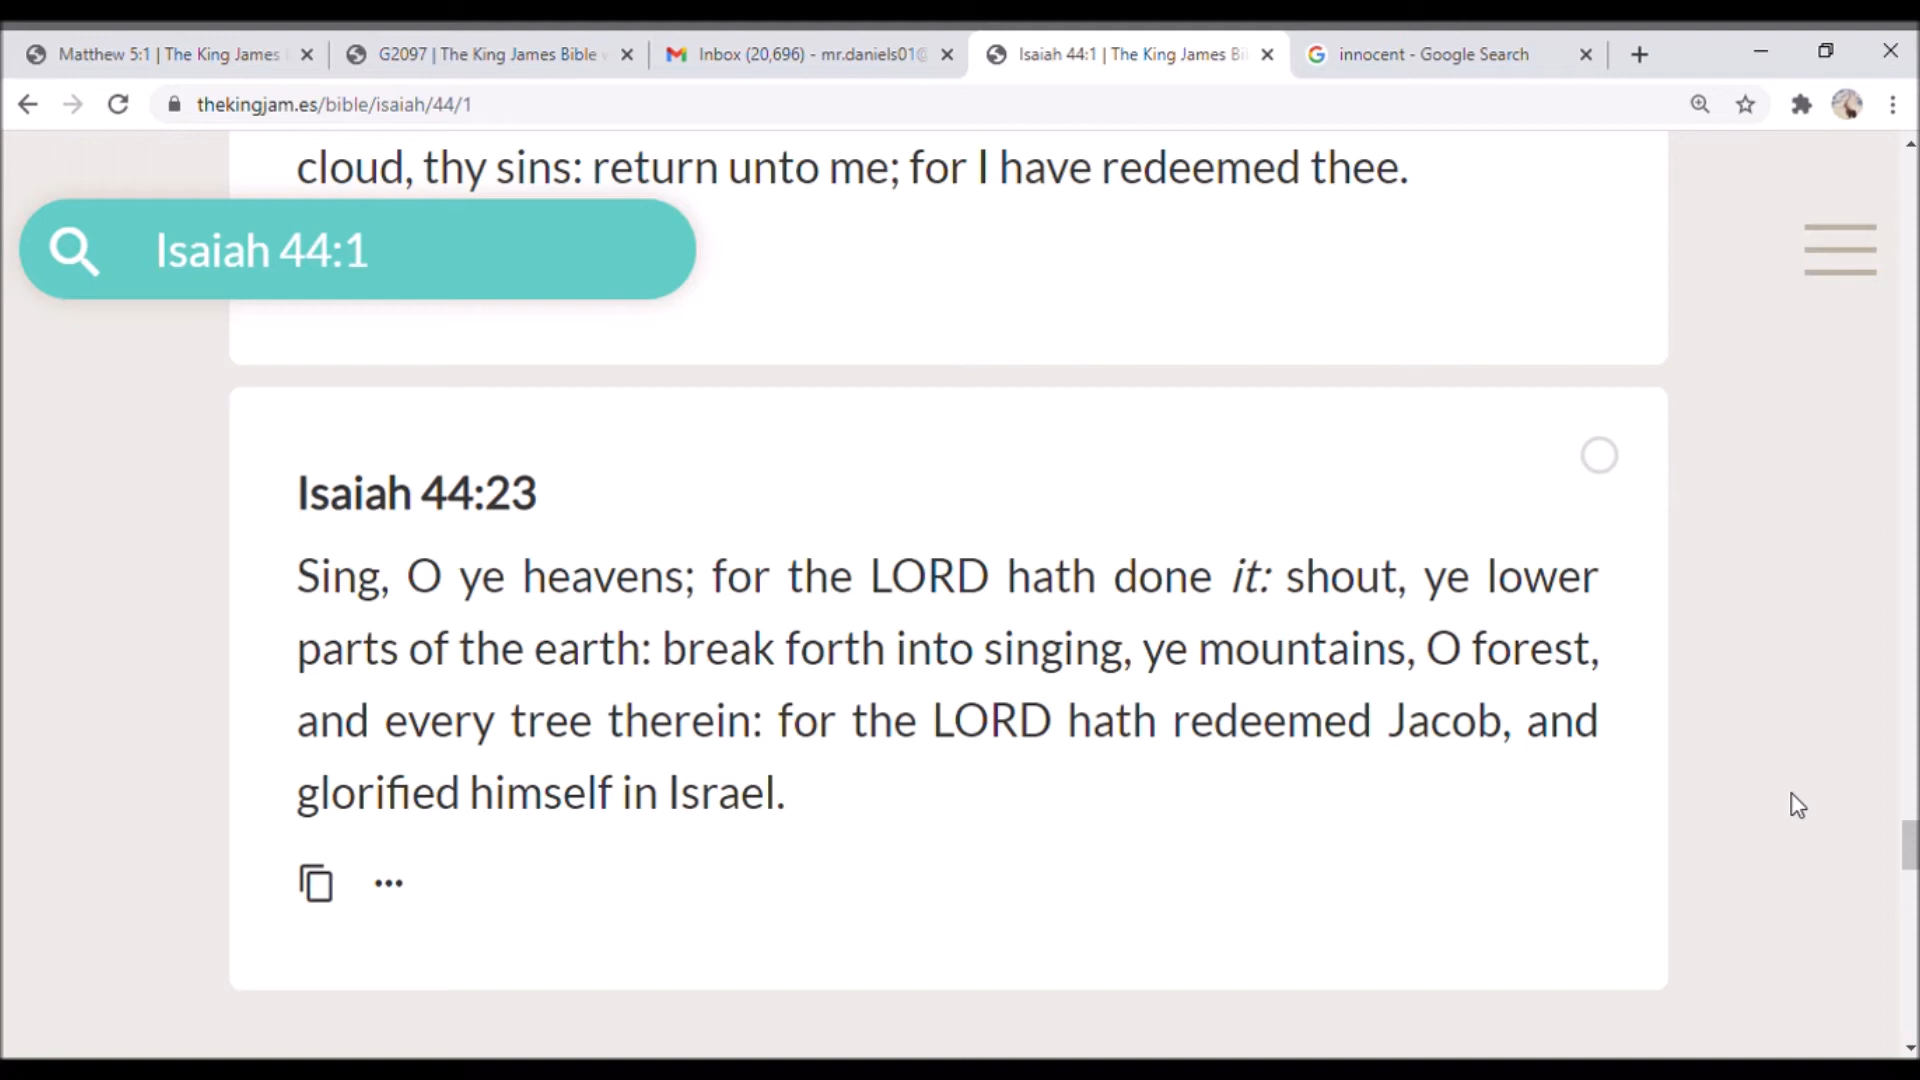 Matthew 5:1 | The King James
G2097 | The King James Bible
Inbox (20,696) - mr.daniels01@
Isaiah 44:1 | The King James Bi
innocent - Google Search
thekingjam.es/bible/isaiah/44/1
cloud, thy sins: return unto me; for I have redeemed thee.
Isaiah 44:1
Isaiah 44:23
Sing, O ye heavens; for the LORD hath done it: shout, ye lower
parts of the earth: break forth into singing, ye mountains, O forest,
and every tree therein: for the LORD hath redeemed Jacob, and
glorified himself in Israel.